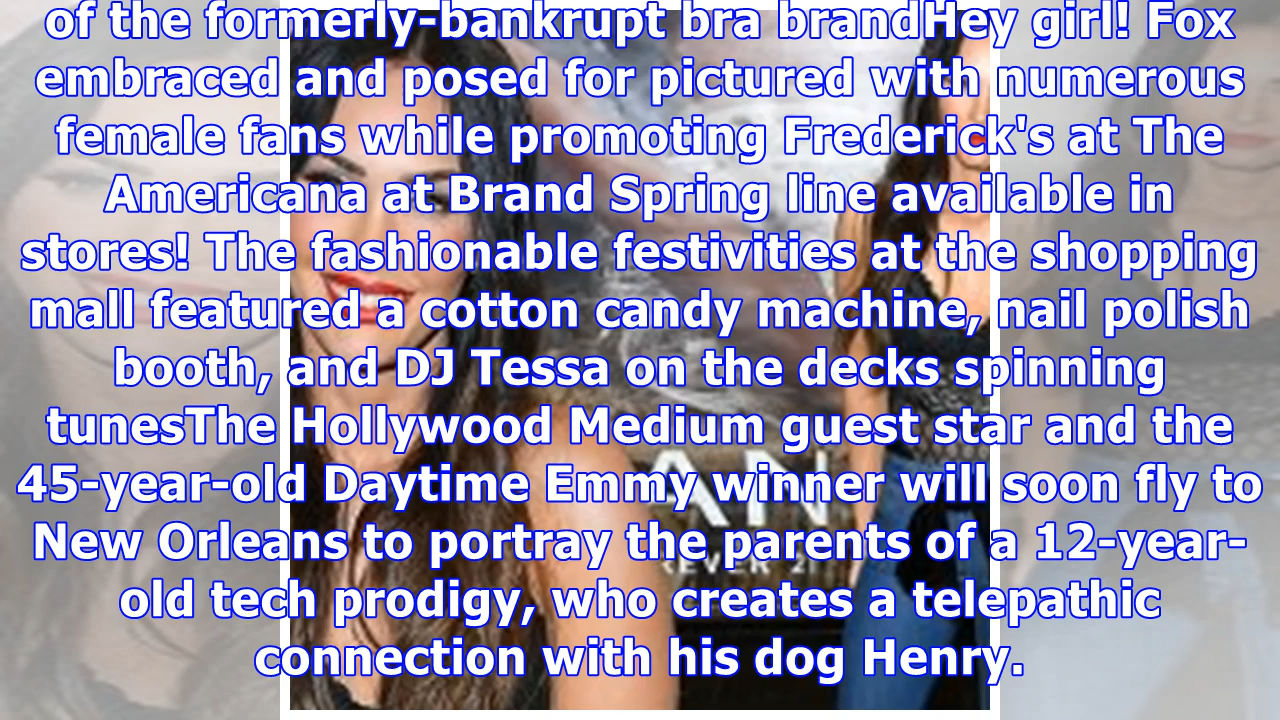 of the formerly-bankrupt bra brandHey girl! Fox
embraced and posed for pictured with numerous
female fans while promoting Frederick's at The
Americana at Brand Spring line available in
stores! The fashionable festivities at the shopping
mall featured a cotton candy machine, nail polish
booth, and DJ Tessa on the decks spinning
tunesThe Hollywood Medium guest star and the
45-year-old Daytime Emmy winner will soon fly to
New Orleans to portray the parents of a 12-year-
old tech prodigy, who creates a telepathic
connection with his dog Henry.